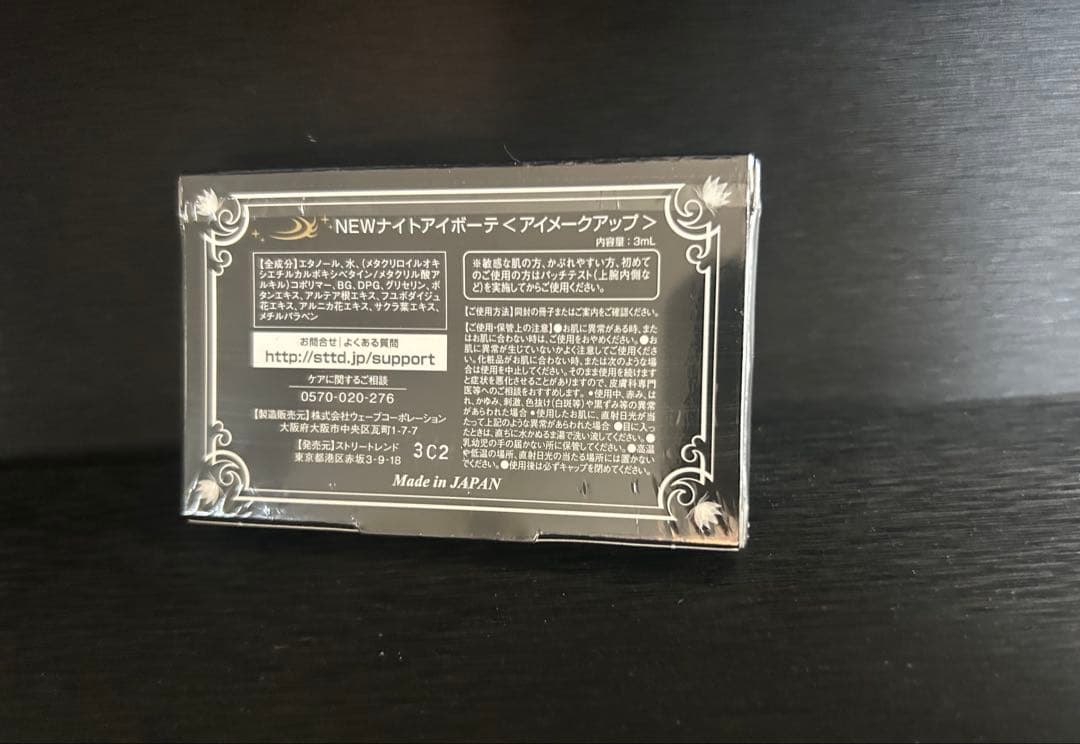 NEWナイトアイボーテ＜アイメークアップ＞
内容量：3mL
【全成分】エタノール、水、（メタクリロイルオキ
シエチルカルボキシベタイン/メタクリル酸ア
ルキル）コポリマー、BG、DPG、グリセリン、ボ
タンエキス、アルテア根エキス、フユボダイジュ
花エキス、アルニカ花エキス、サクラ葉エキス、
メチルパラベン
お問合せ｜よくある質問
http://sttd.jp/support
ケアに関するご相談
0570-020-276
【製造販売元】株式会社ウェーブコーポレーション
大阪府大阪市中央区瓦町1-7-7
【発売元】ストリートレンド
東京都港区赤坂3-9-18
3C2
※敏感な肌の方、かぶれやすい方、初めて
のご使用の方はパッチテスト（上腕内側な
ど）を実施してからご使用ください。
【ご使用方法】同封の冊子またはご案内をご確認ください。
【ご使用・保管上の注意】●お肌に異常がある時、また
はお肌に合わない時は、ご使用をおやめください。●お
肌に異常が生じていないかよく注意してご使用くださ
い。化粧品がお肌に合わない時、または次のような場合
は使用を中止してください。そのまま使用を続けます
と症状を悪化させることがありますので、皮膚科専門
医等へのご相談をおすすめします。●使用中、赤み、は
れ、かゆみ、刺激、色抜け（白斑等）や黒ずみ等の異常
があらわれた場合●使用したお肌に、直射日光が当
たって上記のような異常があらわれた場合 ●目に入っ
たときは、直ちに水かぬるま湯で洗い流してください。●
乳幼児の手の届かない所に保管してください。●高温
や低温の場所、直射日光の当たる場所には置かない
でください。●使用後は必ずキャップを閉めてください。
Made in JAPAN